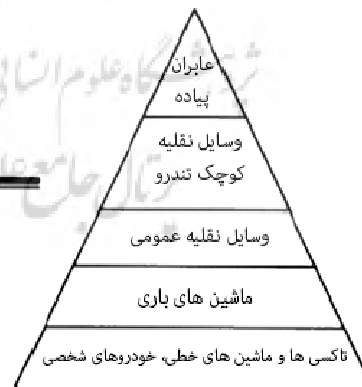 عابران
پیاده
وسایل نقلیه
کوچک تندرو
وسایل نقلیه عمومی
ماشین های باری
تاکسی ها و ماشین های خطی، خودروهای شخصی